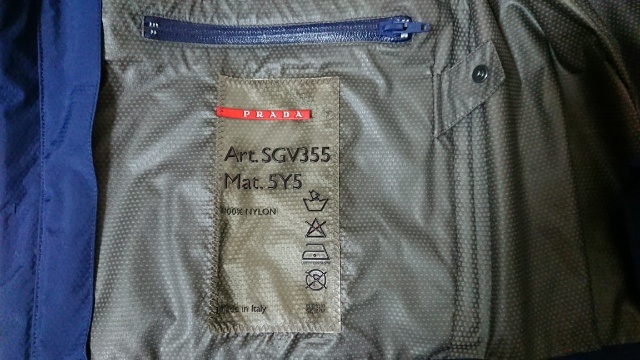 PRADA
Art. SGV355
Mat. 5Y5
100% NYLON
Made in Italy